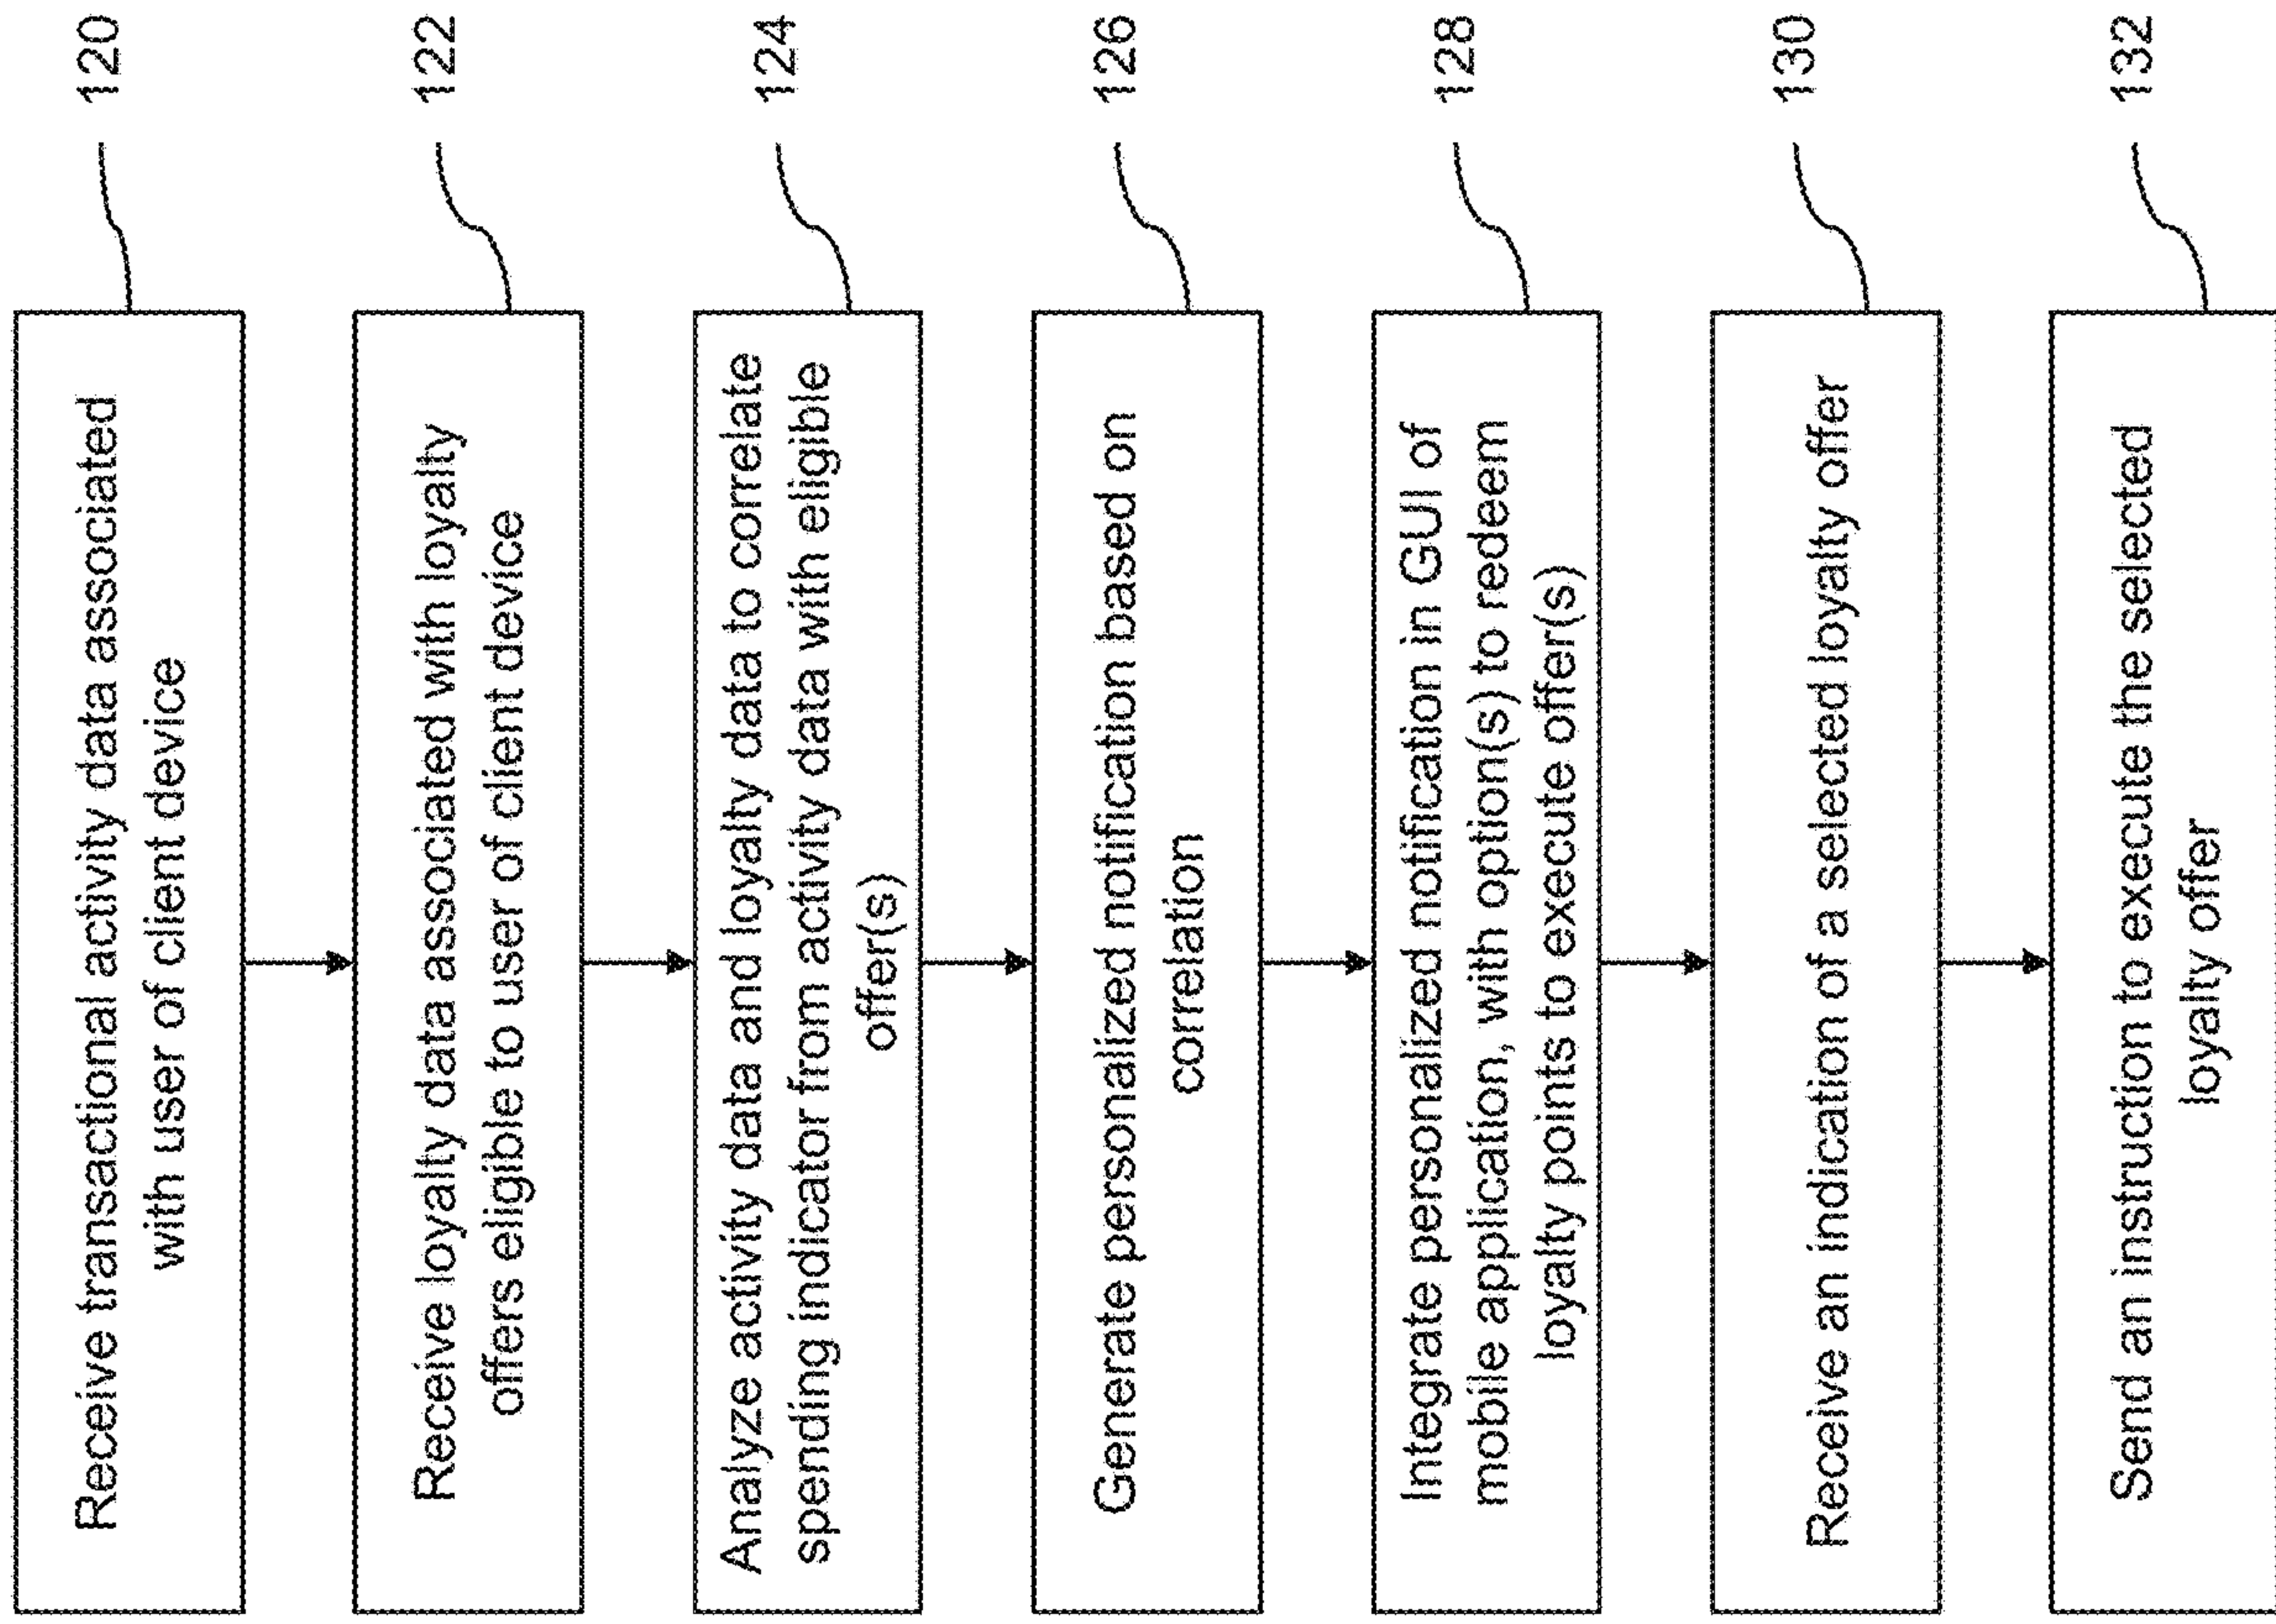 Receive transactional activity data associated
with user of client device
120
Receive loyalty data associated with loyalty
offers eligible to user of client device
122
Analyze activity data and loyalty data to correlate
spending indicator from activity data with eligible
offer(s)
124
Generate personalized notification based on
correlation
126
Integrate personalized notification in GUI of
mobile application, with option(s) to redeem
loyalty points to execute offer(s)
128
Receive an indication of a selected loyalty offer
130
Send an instruction to execute the selected
loyalty offer
132